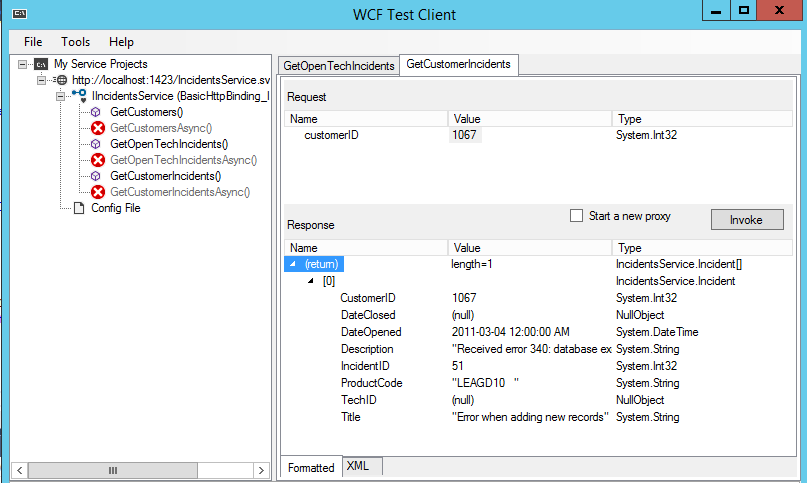 WCF Test Client
File Tools Help
My Service Projects
http://localhost:1423/IncidentsService.sv
IIncidentsService (BasicHttpBinding_I
GetCustomers()
GetCustomersAsync()
GetOpenTechIncidents()
GetOpenTechIncidentsAsync()
GetCustomerIncidents()
GetCustomerIncidentsAsync()
Config File
GetOpenTechIncidents GetCustomerIncidents
Request
Name Value Type
customerID 1067 System.Int32
Response Start a new proxy Invoke
Name Value Type
(return) length=1 IncidentsService.Incident[]
[0] IncidentsService.Incident
CustomerID 1067 System.Int32
DateClosed (null) NullObject
DateOpened 2011-03-04 12:00:00 AM System.DateTime
Description "Received error 340: database ex System.String
IncidentID 51 System.Int32
ProductCode "LEAGD10   " System.String
TechID (null) NullObject
Title "Error when adding new records" System.String
Formatted XML